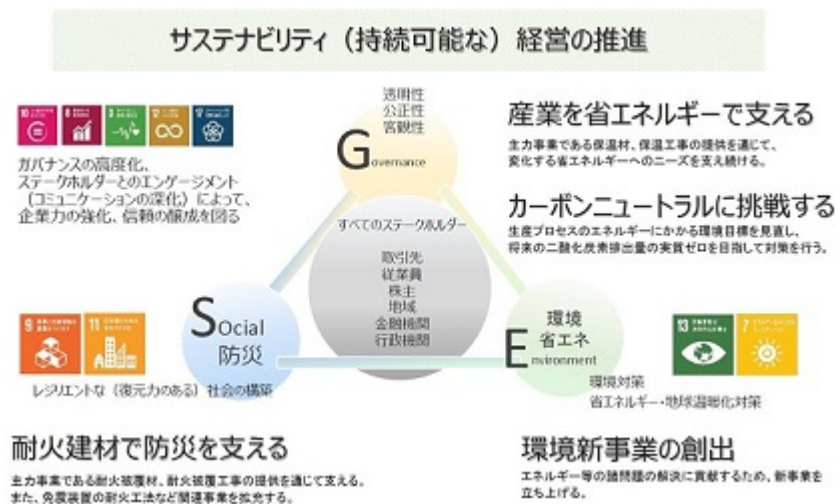 サステナビリティ（持続可能な）経営の推進
透明性
公正性
客観性
Governance
ガバナンスの高度化、
ステークホルダーとのエンゲージメント
（コミュニケーションの深化）によって、
企業力の強化、信頼の醸成を図る
産業を省エネルギーで支える
主力事業である保温材、保温工事の提供を通じて、
変化する省エネルギーへのニーズを支え続ける。
カーボンニュートラルに挑戦する
生産プロセスのエネルギーにかかる環境目標を見直し、
将来の二酸化炭素排出量の実質ゼロを目指して対策を行う。
すべてのステークホルダー
取引先
従業員
株主
地域
金融機関
行政機関
9
11
SOcial
防災
レジリエントな（復元力のある）社会の構築
環境
省エネ
Environment
13
7
環境対策
省エネルギー・地球温暖化対策
耐火建材で防災を支える
主力事業である耐火被覆材、耐火被覆工事の提供を通じて支える。
また、免震装置の耐火工法など関連事業を拡充する。
環境新事業の創出
エネルギー等の諸問題の解決に貢献するため、新事業を
立ち上げる。